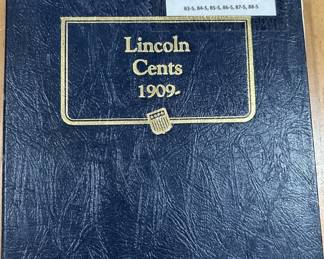 83-S, 84-S, 85-S, 86-S, 87-S, 88-S
Lincoln
Cents
1909-